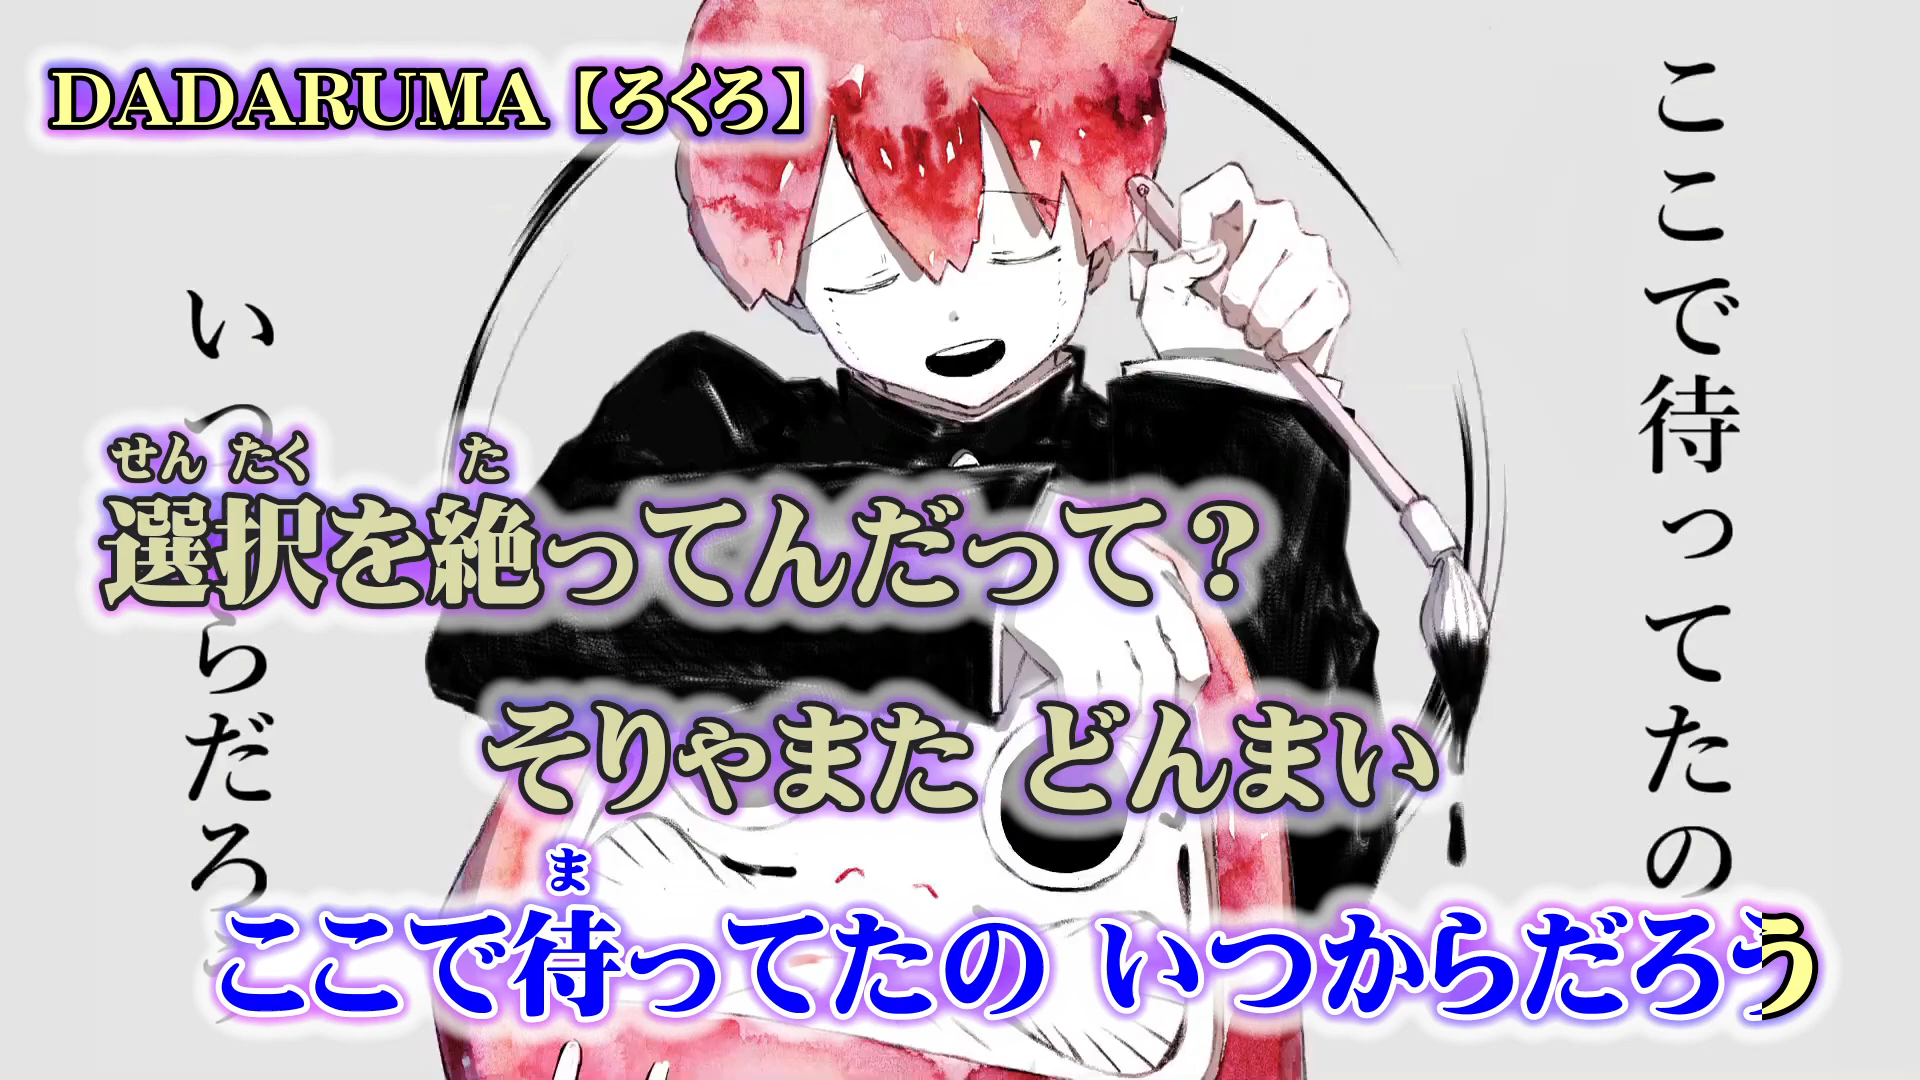 DADARUMA【ろくろ】
ここで待ってたの
いつからだろう
せん たく た
選択を絶ってんだって？
そりゃまた どんまい
ま
ここで待ってたの いつからだろう